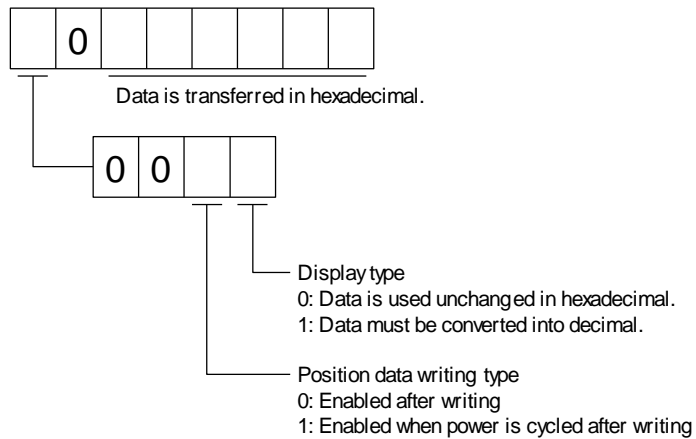 0
Data is transferred in hexadecimal.
0 0
Display type
0: Data is used unchanged in hexadecimal.
1: Data must be converted into decimal.
Position data writing type
0: Enabled after writing
1: Enabled when power is cycled after writing